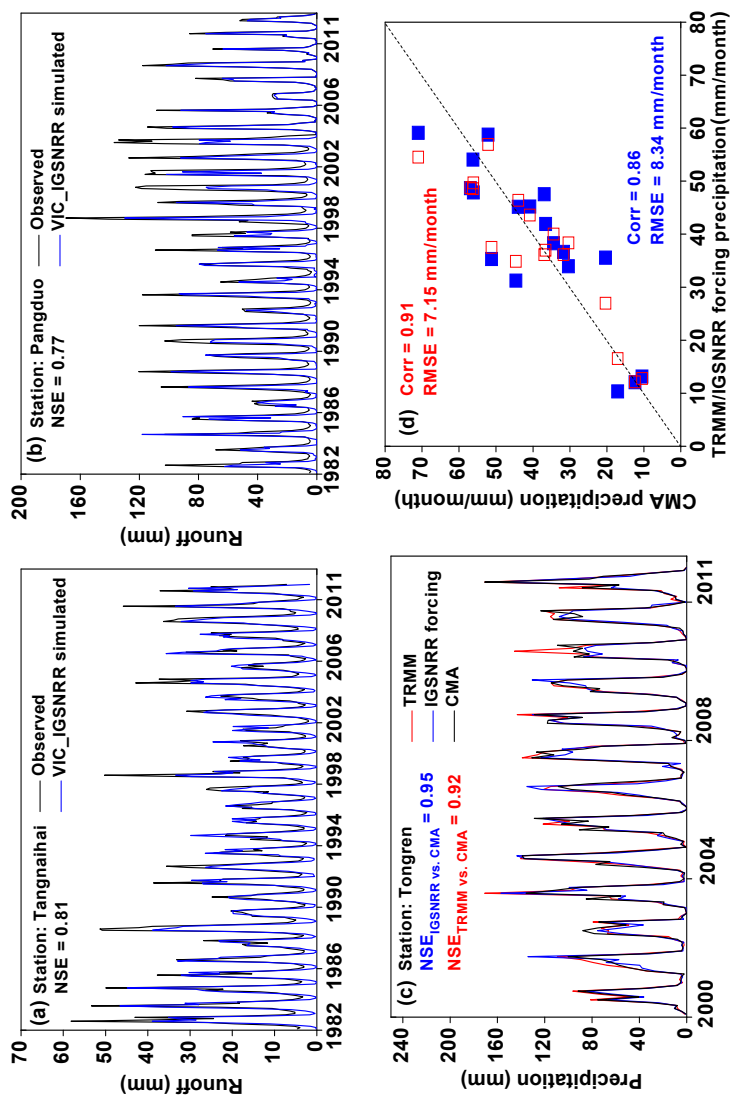 (a) Station: Tangnaihai
NSE = 0.81
Observed
VIC_IGSNRR simulated
Runoff (mm)
70
60
50
40
30
20
10
0
1982 1986 1990 1994 1998 2002 2006 2011
(b) Station: Pangduo
NSE = 0.77
Observed
VIC_IGSNRR simulated
Runoff (mm)
200
160
120
80
40
0
1982 1986 1990 1994 1998 2002 2006 2011
(c) Station: Tongren
NSE IGSNRR vs. CMA = 0.95
NSE TRMM vs. CMA = 0.92
TRMM
IGSNRR forcing
CMA
Precipitation (mm)
240
200
160
120
80
40
0
2000 2004 2008 2011
(d)
Corr = 0.91
RMSE = 7.15 mm/month
Corr = 0.86
RMSE = 8.34 mm/month
CMA precipitation (mm/month)
80
70
60
50
40
30
20
10
0
0 10 20 30 40 50 60 70 80
TRMM/IGSNRR forcing precipitation(mm/month)